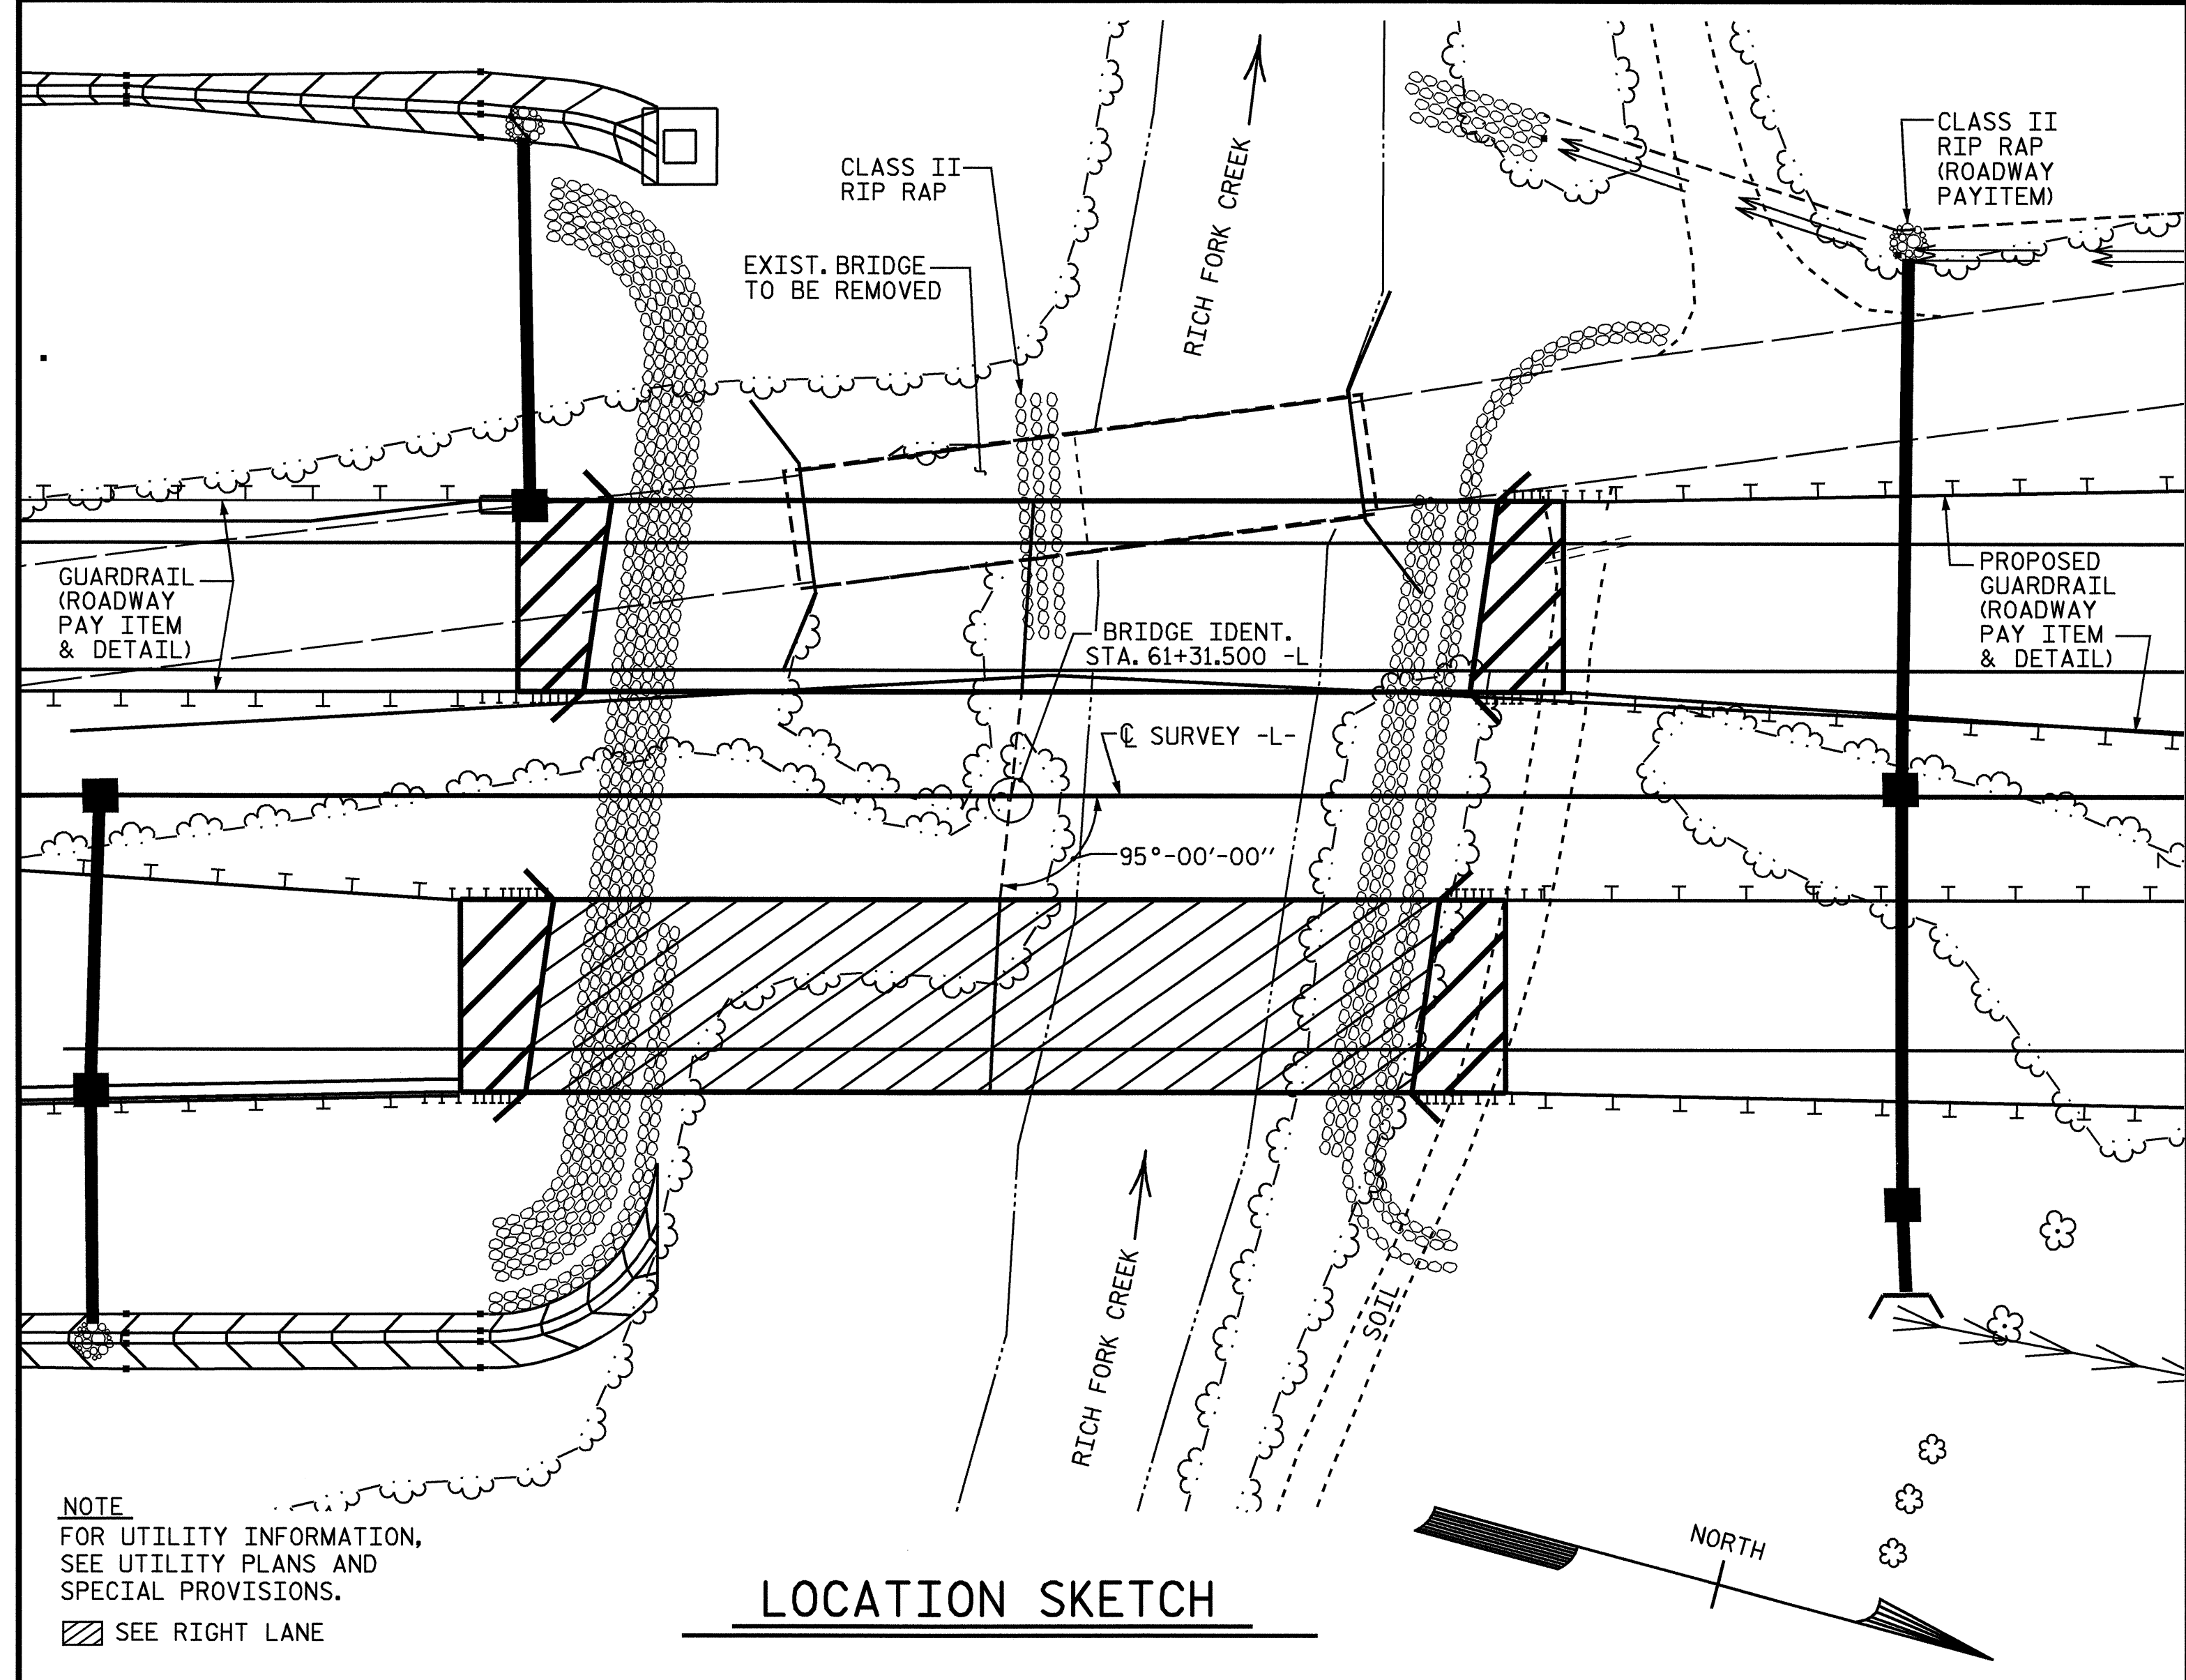 CLASS II
RIP RAP
(ROADWAY
PAYITEM)
CLASS II
RIP RAP
RICH FORK CREEK
EXIST. BRIDGE
TO BE REMOVED
GUARDRAIL
(ROADWAY
PAY ITEM
& DETAIL)
PROPOSED
GUARDRAIL
(ROADWAY
PAY ITEM
& DETAIL)
BRIDGE IDENT.
STA. 61+31.500 -L
℄ SURVEY -L-
95°-00'-00"
RICH FORK CREEK
SOIL
NOTE
FOR UTILITY INFORMATION,
SEE UTILITY PLANS AND
SPECIAL PROVISIONS.
SEE RIGHT LANE
LOCATION SKETCH
NORTH